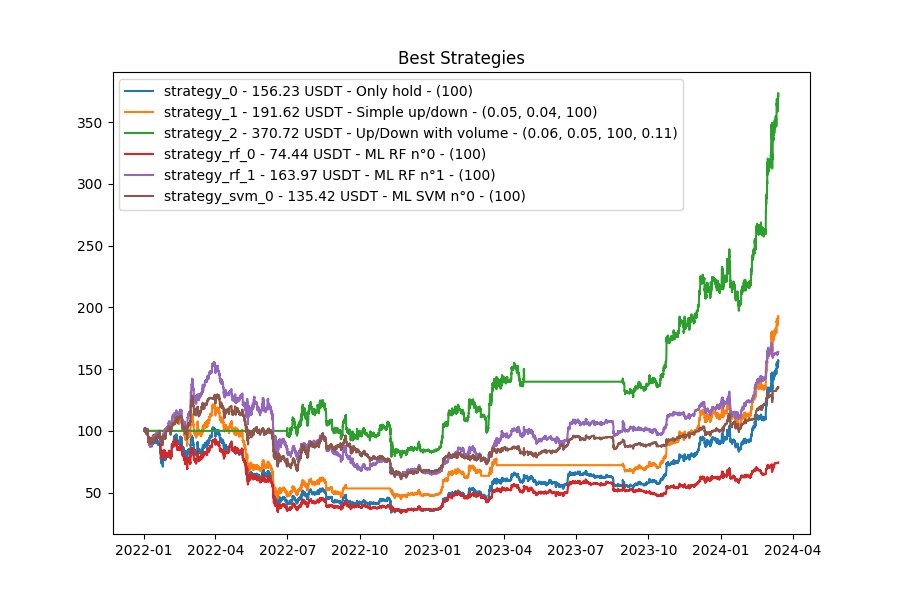 Best Strategies
strategy_0 - 156.23 USDT - Only hold - (100)
strategy_1 - 191.62 USDT - Simple up/down - (0.05, 0.04, 100)
strategy_2 - 370.72 USDT - Up/Down with volume - (0.06, 0.05, 100, 0.11)
strategy_rf_0 - 74.44 USDT - ML RF n°0 - (100)
strategy_rf_1 - 163.97 USDT - ML RF n°1 - (100)
strategy_svm_0 - 135.42 USDT - ML SVM n°0 - (100)
350
300
250
200
150
100
50
2022-01 2022-04 2022-07 2022-10 2023-01 2023-04 2023-07 2023-10 2024-01 2024-04